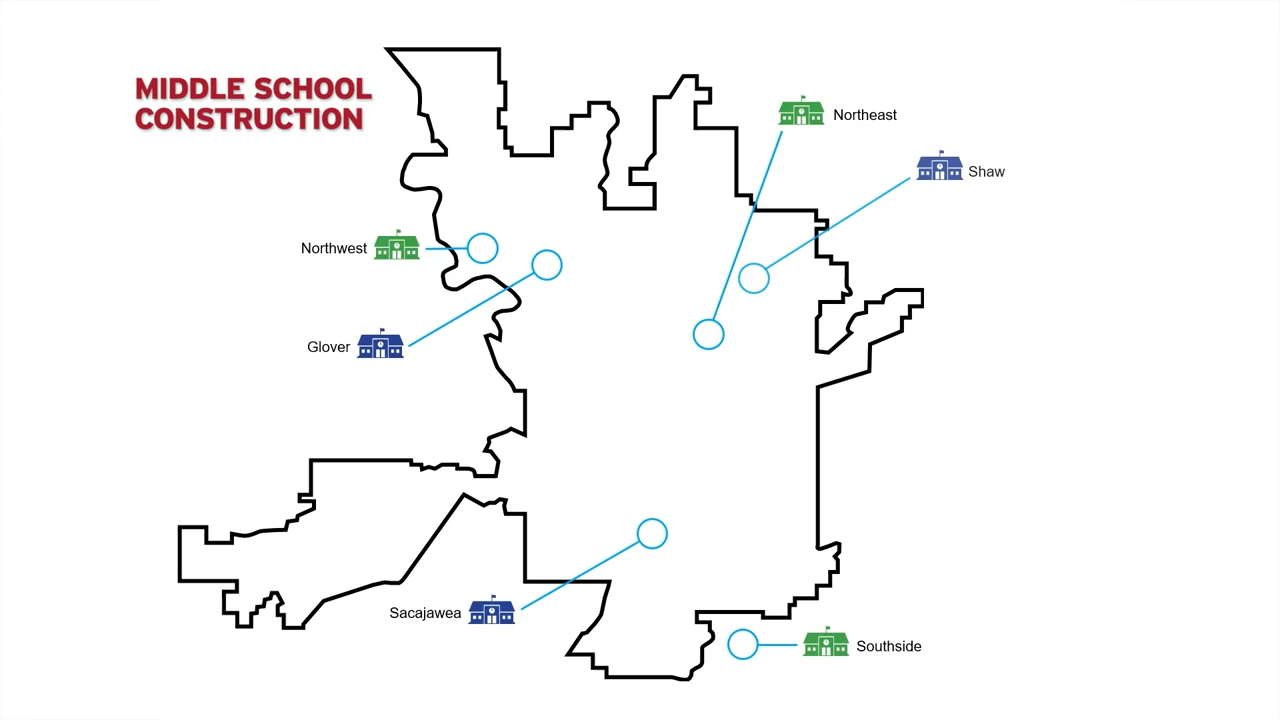 MIDDLE SCHOOL
CONSTRUCTION
Northeast
Shaw
Northwest
Glover
Sacajawea
Southside